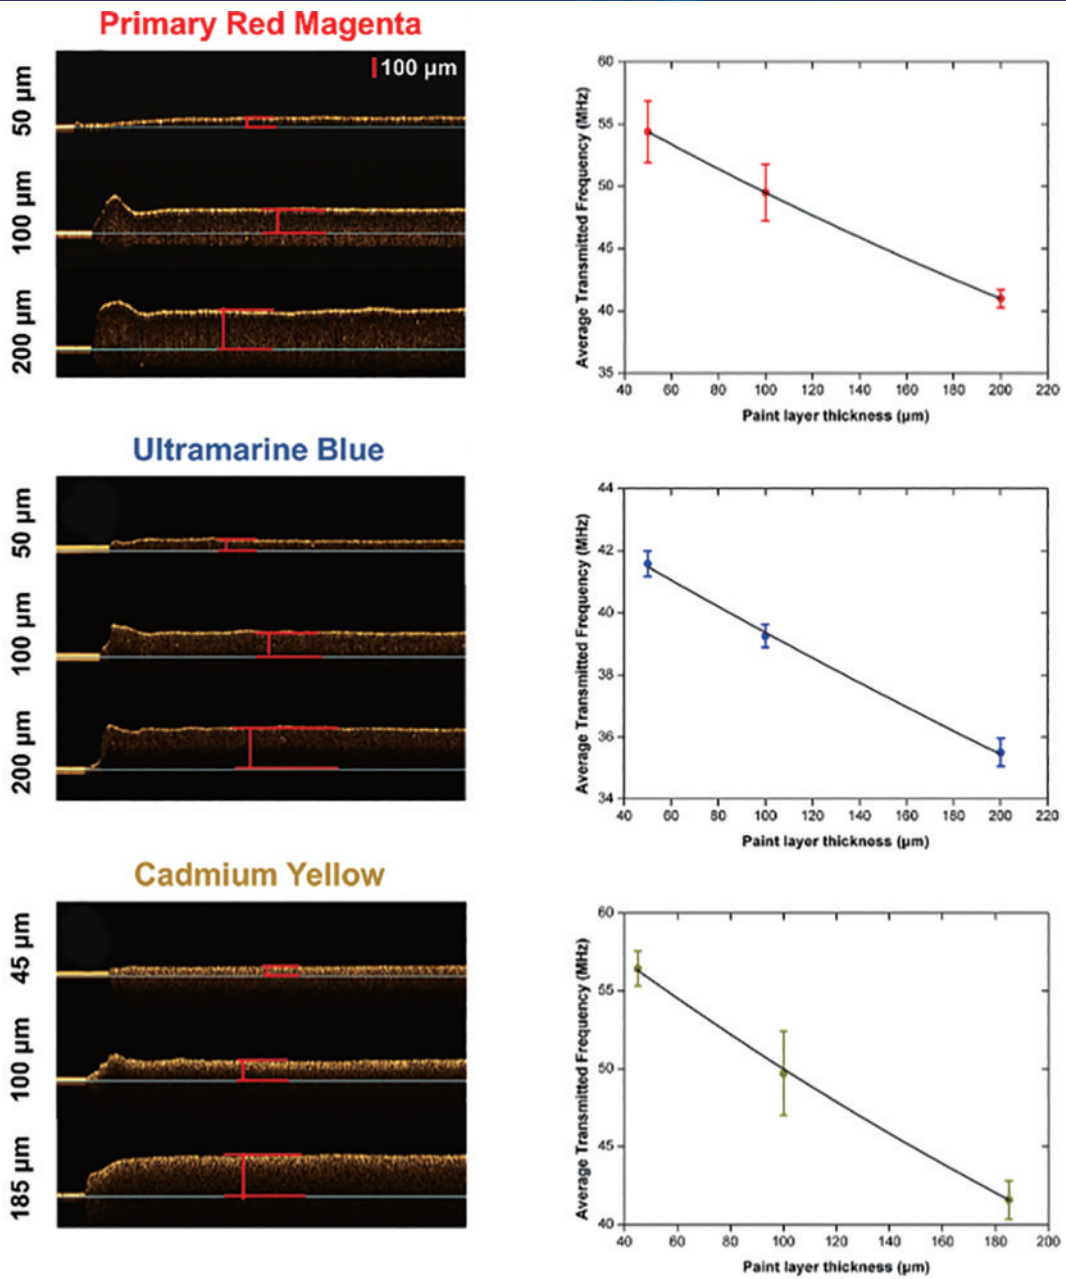 Primary Red Magenta
100 µm
50 µm
100 µm
200 µm
Average Transmitted Frequency (MHz)
60
55
50
45
40
35
40 60 80 100 120 140 160 180 200 220
Paint layer thickness (µm)
Ultramarine Blue
50 µm
100 µm
200 µm
Average Transmitted Frequency (MHz)
44
42
40
38
36
34
40 60 80 100 120 140 160 180 200 220
Paint layer thickness (µm)
Cadmium Yellow
45 µm
100 µm
185 µm
Average Transmitted Frequency (MHz)
60
55
50
45
40
40 60 80 100 120 140 160 180 200
Paint layer thickness (µm)